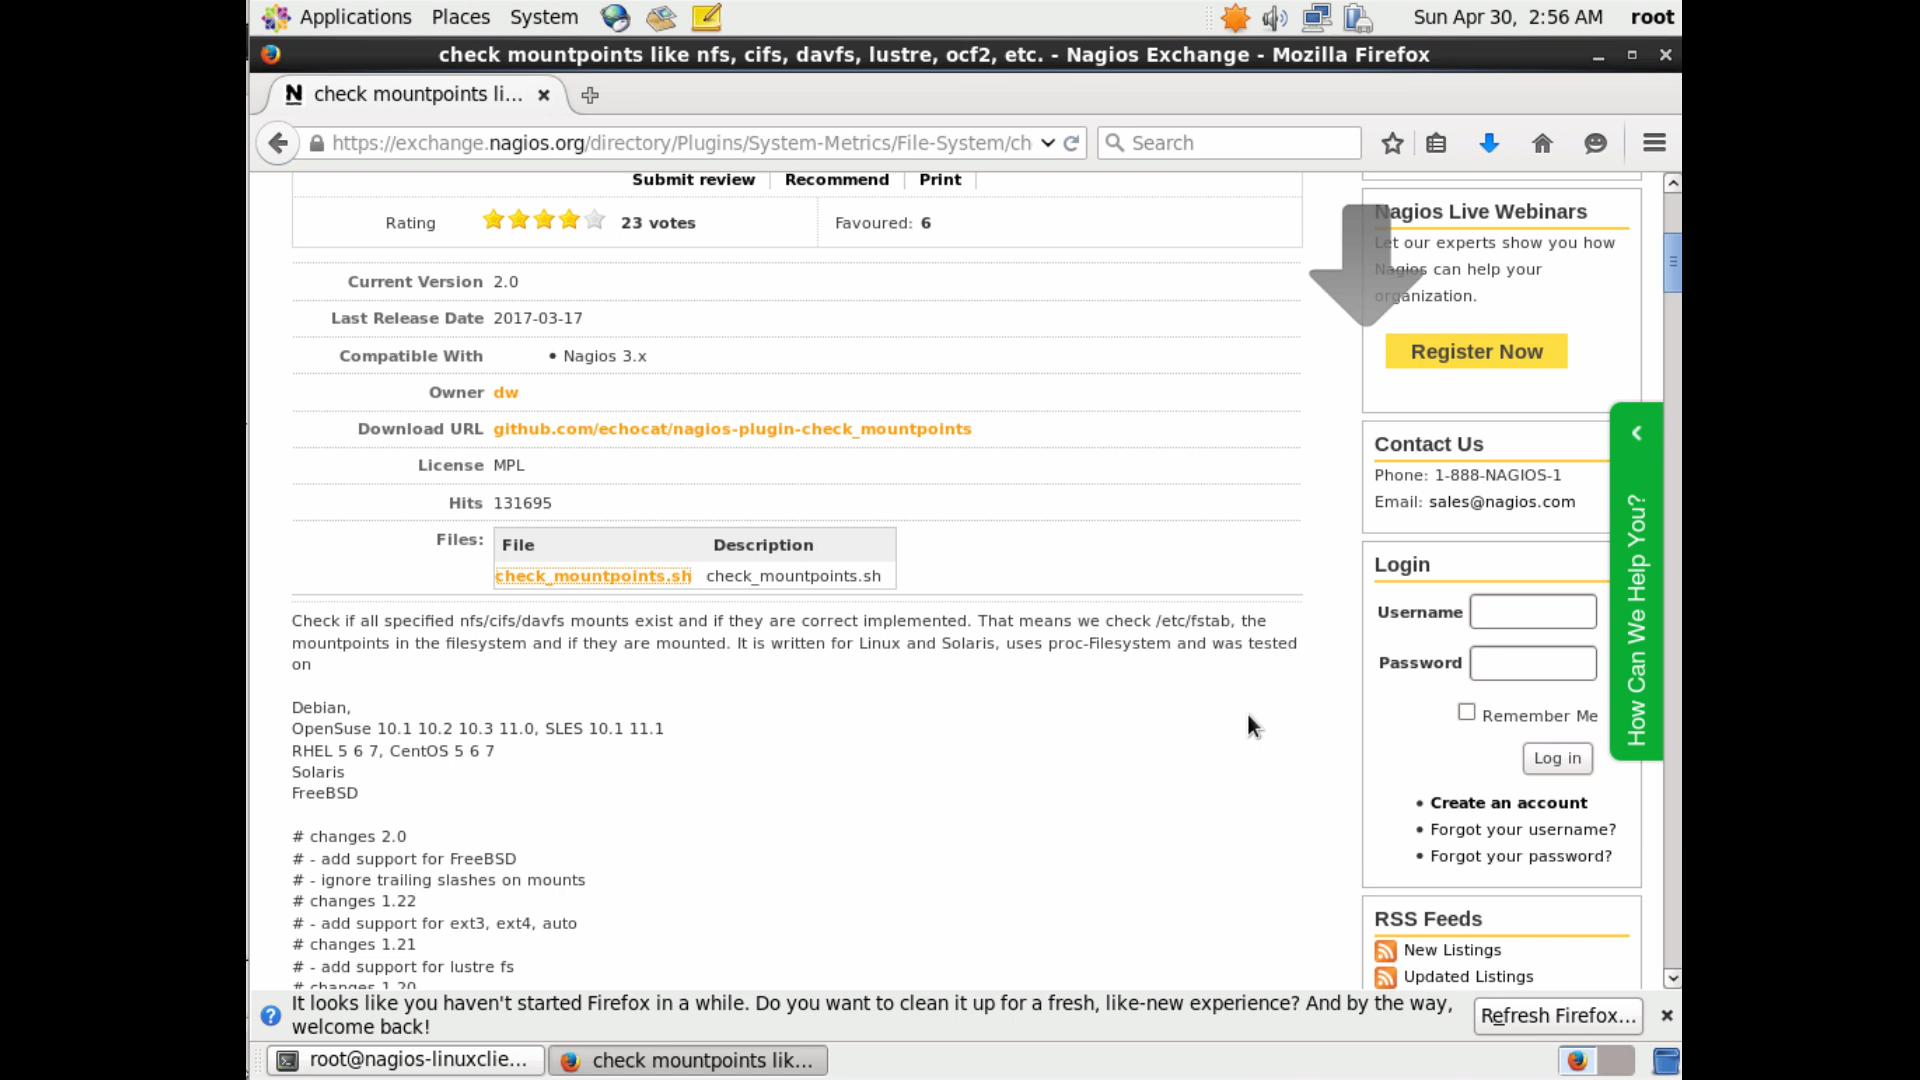 Applications Places System Sun Apr 30, 2:56 AM root
check mountpoints like nfs, cifs, davfs, lustre, ocf2, etc. - Nagios Exchange - Mozilla Firefox
N check mountpoints li...
https://exchange.nagios.org/directory/Plugins/System-Metrics/File-System/ch Search
Submit review Recommend Print
Rating 23 votes Favoured: 6
Current Version 2.0
Last Release Date 2017-03-17
Compatible With • Nagios 3.x
Owner dw
Download URL github.com/echocat/nagios-plugin-check_mountpoints
License MPL
Hits 131695
Files: File Description
check_mountpoints.sh check_mountpoints.sh
Check if all specified nfs/cifs/davfs mounts exist and if they are correct implemented. That means we check /etc/fstab, the
mountpoints in the filesystem and if they are mounted. It is written for Linux and Solaris, uses proc-Filesystem and was tested
on
Debian,
OpenSuse 10.1 10.2 10.3 11.0, SLES 10.1 11.1
RHEL 5 6 7, CentOS 5 6 7
Solaris
FreeBSD
# changes 2.0
# - add support for FreeBSD
# - ignore trailing slashes on mounts
# changes 1.22
# - add support for ext3, ext4, auto
# changes 1.21
# - add support for lustre fs
# changes 1.20
Nagios Live Webinars
Let our experts show you how
Nagios can help your
organization.
Register Now
Contact Us
Phone: 1-888-NAGIOS-1
Email: sales@nagios.com
Login
Username
Password
Remember Me
Log in
• Create an account
• Forgot your username?
• Forgot your password?
RSS Feeds
New Listings
Updated Listings
How Can We Help You?
It looks like you haven't started Firefox in a while. Do you want to clean it up for a fresh, like-new experience? And by the way,
welcome back!
Refresh Firefox...
root@nagios-linuxclie... check mountpoints lik...